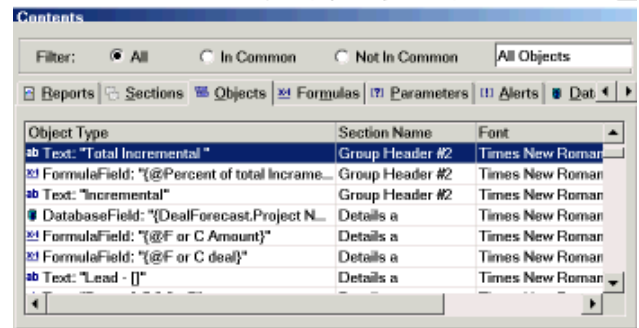 Contents
Filter: All In Common Not In Common All Objects
Reports Sections Objects Formulas Parameters Alerts Dat
Object Type Section Name Font
Text: "Total Incremental " Group Header #2 Times New Roman
FormulaField: "{@Percent of total Increme... Group Header #2 Times New Roman
Text: "Incremental" Group Header #2 Times New Roman
DatabaseField: "{DealForecast.Project N... Details a Times New Roman
FormulaField: "{@F or C Amount}" Details a Times New Roman
FormulaField: "{@F or C deal}" Details a Times New Roman
Text: "Lead - []" Details a Times New Roman